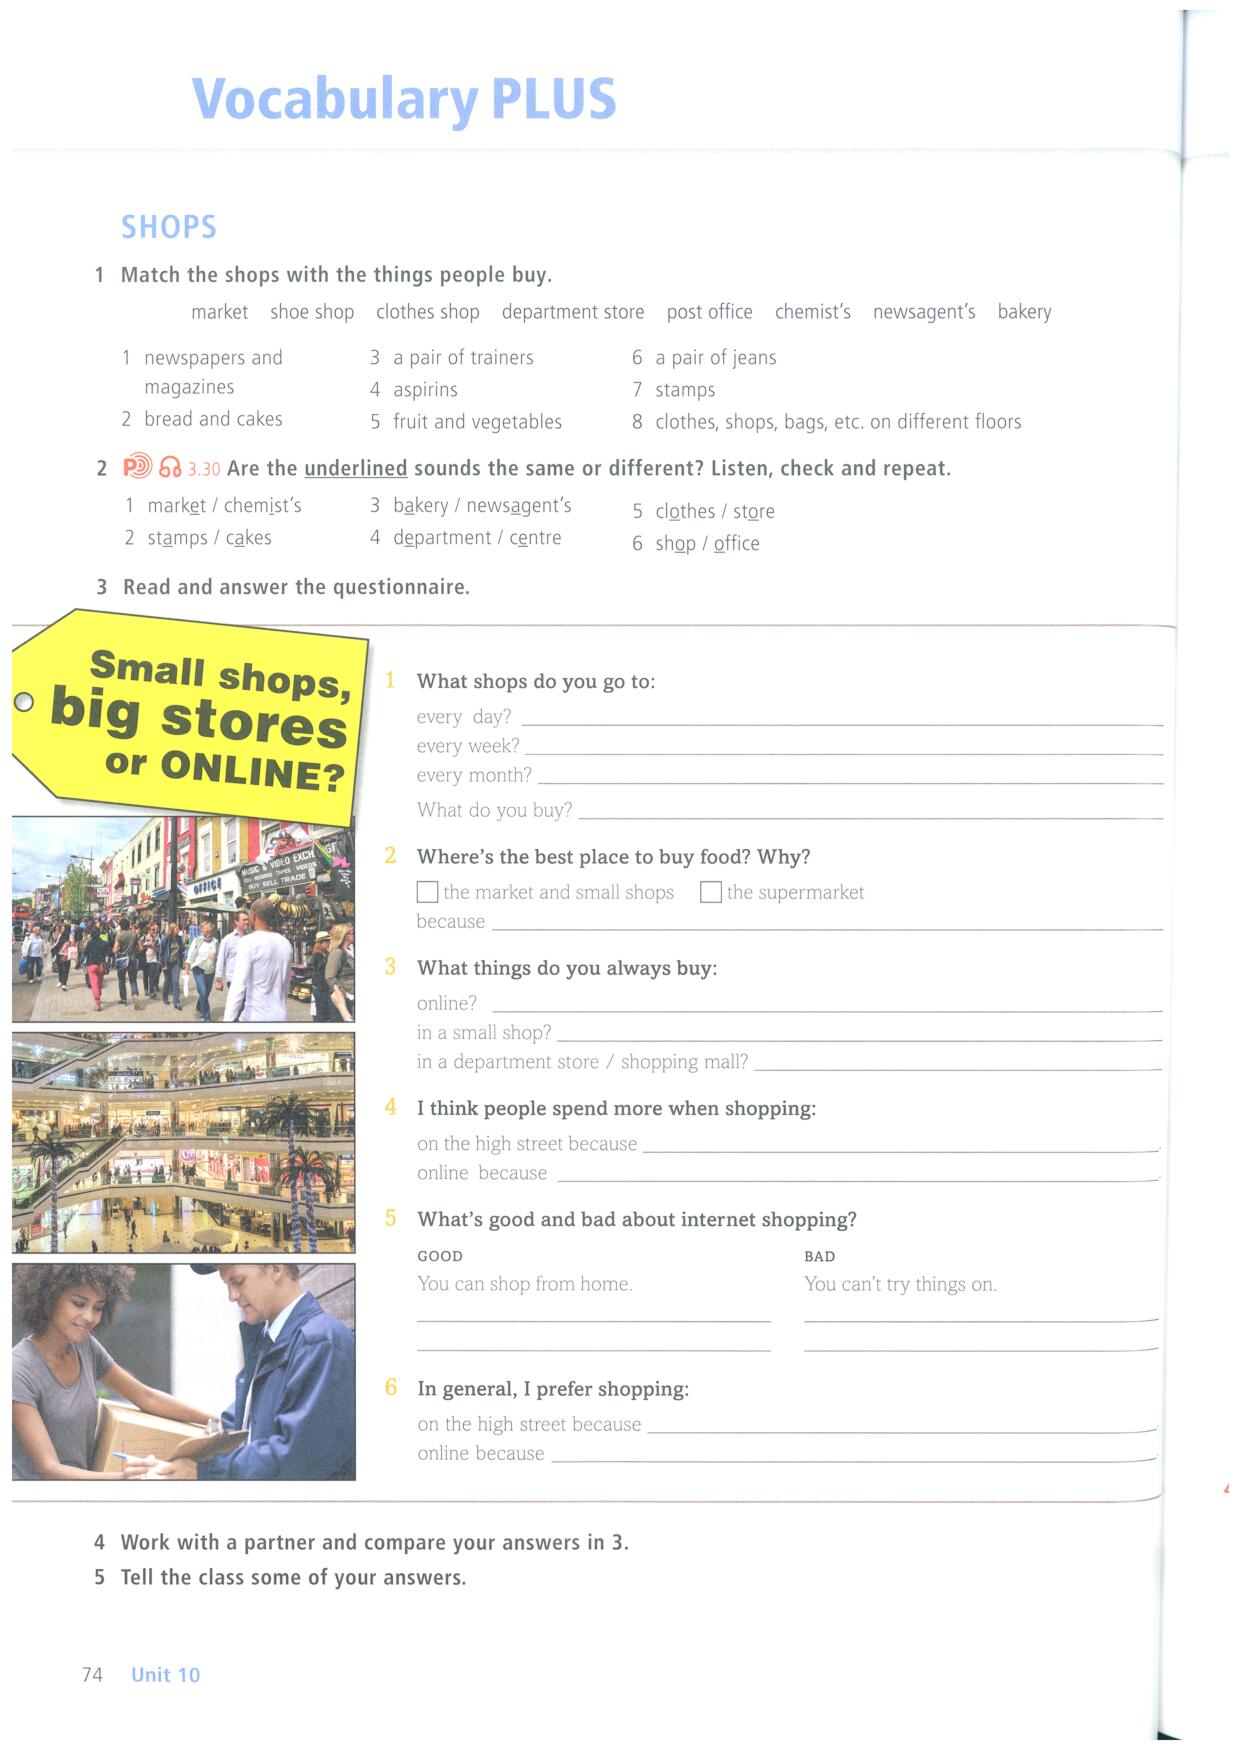 Vocabulary PLUS
SHOPS
1 Match the shops with the things people buy.
market shoe shop clothes shop department store post office chemist's newsagent's bakery
1 newspapers and
magazines
2 bread and cakes
3 a pair of trainers
4 aspirins
5 fruit and vegetables
6 a pair of jeans
7 stamps
8 clothes, shops, bags, etc. on different floors
2 P 3.30 Are the underlined sounds the same or different? Listen, check and repeat.
1 market / chemist's
2 stamps / cakes
3 bakery / newsagent's
4 department / centre
5 clothes / store
6 shop / office
3 Read and answer the questionnaire.
Small shops,
big stores
or ONLINE?
MUSIC & VIDEO EXCH
BUY SELL TRADE
OFFICE
1 What shops do you go to:
every day?
every week?
every month?
What do you buy?
2 Where's the best place to buy food? Why?
the market and small shops the supermarket
because
3 What things do you always buy:
online?
in a small shop?
in a department store / shopping mall?
4 I think people spend more when shopping:
on the high street because .
online because .
5 What's good and bad about internet shopping?
GOOD
You can shop from home.
BAD
You can't try things on.
6 In general, I prefer shopping:
on the high street because .
online because .
4 Work with a partner and compare your answers in 3.
5 Tell the class some of your answers.
74 Unit 10